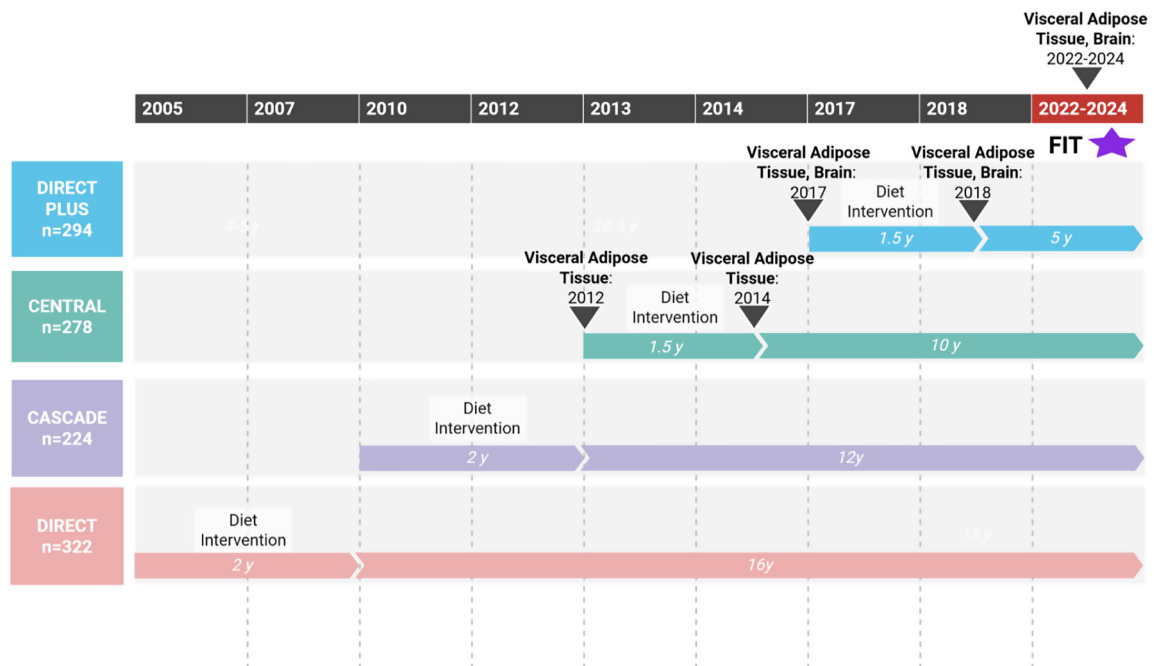 Visceral Adipose
Tissue, Brain:
2022-2024
2005 2007 2010 2012 2013 2014 2017 2018 2022-2024
FIT
DIRECT
PLUS
n=294
Visceral Adipose
Tissue, Brain:
2017
Diet
Intervention
Visceral Adipose
Tissue, Brain:
2018
1.5 y
5 y
CENTRAL
n=278
Visceral Adipose
Tissue:
2012
Diet
Intervention
Visceral Adipose
Tissue:
2014
1.5 y
10 y
CASCADE
n=224
Diet
Intervention
2 y
12y
DIRECT
n=322
Diet
Intervention
2 y
16y